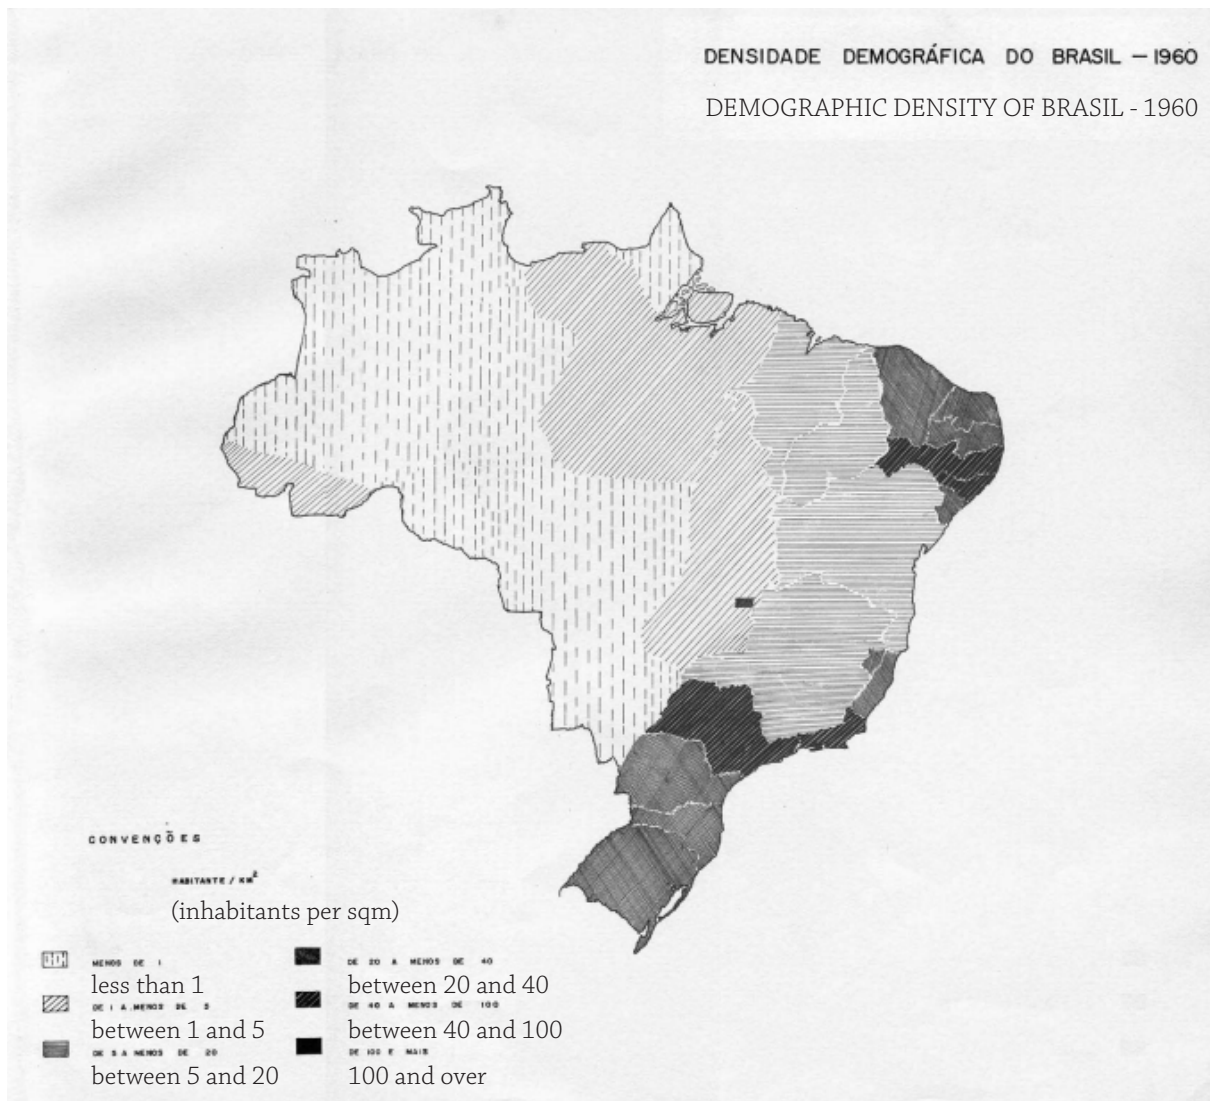 DENSIDADE DEMOGRÁFICA DO BRASIL — 1960
DEMOGRAPHIC DENSITY OF BRASIL - 1960
CONVENÇÕES
HABITANTE / KM²
(inhabitants per sqm)
MENOS DE 1
less than 1
DE 1 A MENOS DE 5
between 1 and 5
DE 5 A MENOS DE 20
between 5 and 20
DE 20 A MENOS DE 40
between 20 and 40
DE 40 A MENOS DE 100
between 40 and 100
DE 100 E MAIS
100 and over